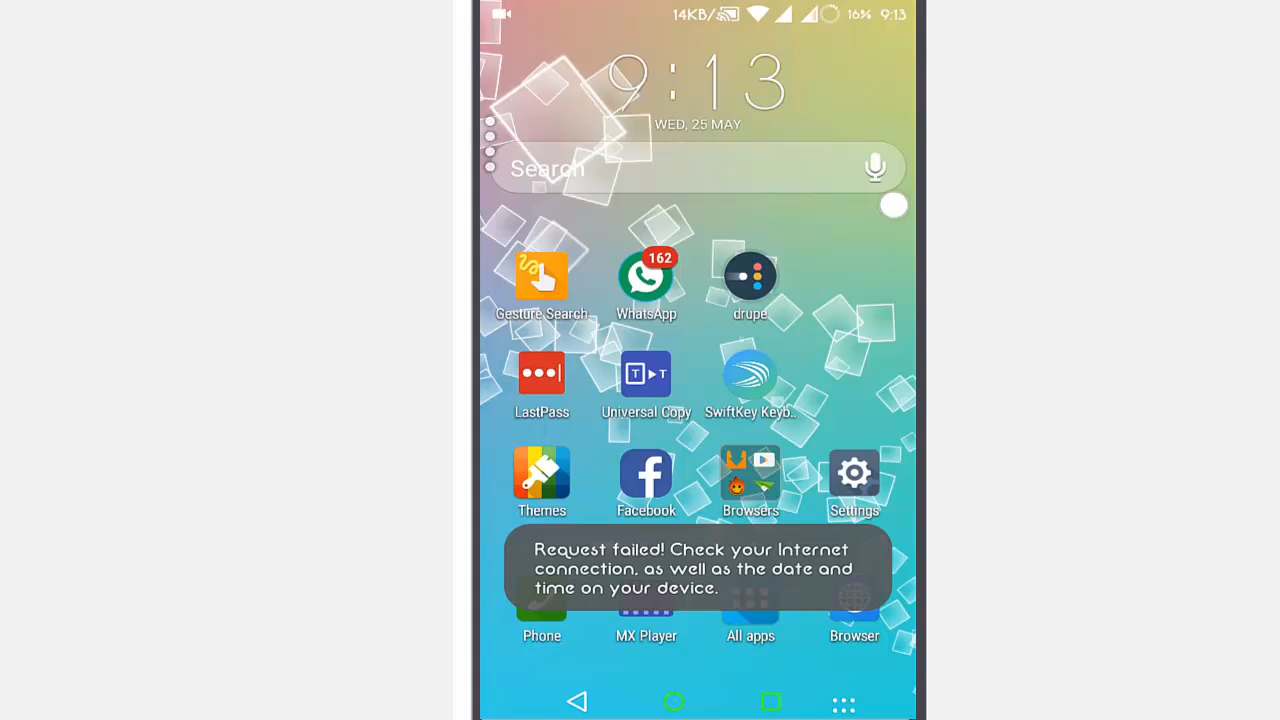 14KB/s 16% 9:13
9:13
WED, 25 MAY
Search
Gesture Search
162
WhatsApp
drupe
LastPass
T T
Universal Copy
SwiftKey Keyb..
Themes
Facebook
Browsers
Settings
Request failed! Check your Internet
connection, as well as the date and
time on your device.
Phone
MX Player
All apps
Browser